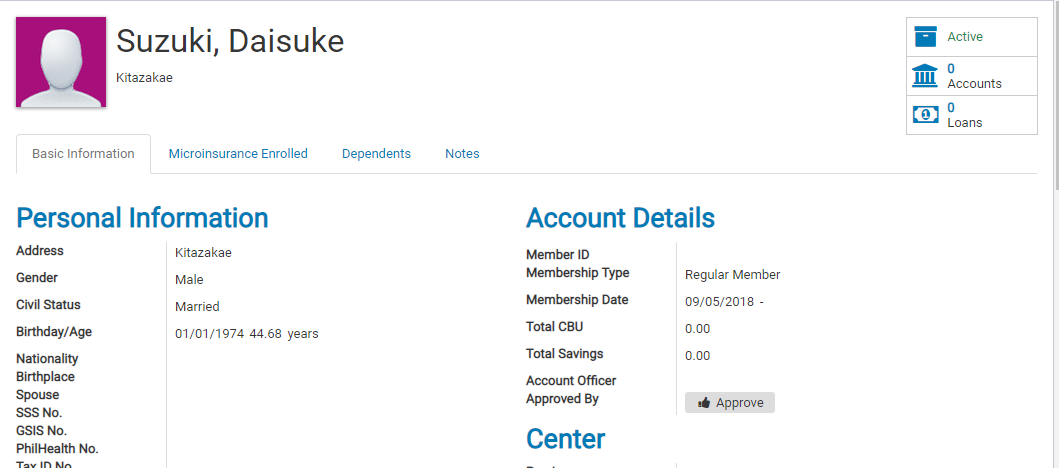 Suzuki, Daisuke
Kitazakae
Active
0
Accounts
0
Loans
Basic Information
Microinsurance Enrolled
Dependents
Notes
Personal Information
Address Kitazakae
Gender Male
Civil Status Married
Birthday/Age 01/01/1974 44.68 years
Nationality
Birthplace
Spouse
SSS No.
GSIS No.
PhilHealth No.
Tax ID No.
Account Details
Member ID
Membership Type Regular Member
Membership Date 09/05/2018 -
Total CBU 0.00
Total Savings 0.00
Account Officer
Approved By Approve
Center